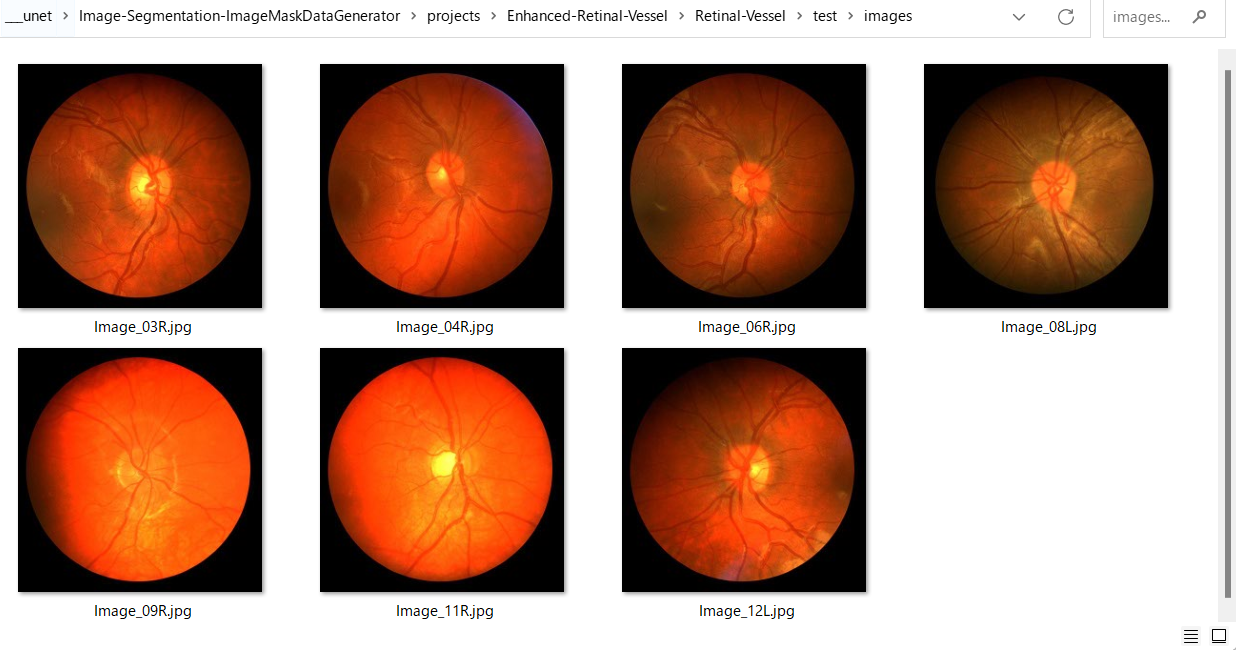 __unet > Image-Segmentation-ImageMaskDataGenerator > projects > Enhanced-Retinal-Vessel > Retinal-Vessel > test > images
images...
Image_03R.jpg
Image_04R.jpg
Image_06R.jpg
Image_08L.jpg
Image_09R.jpg
Image_11R.jpg
Image_12L.jpg